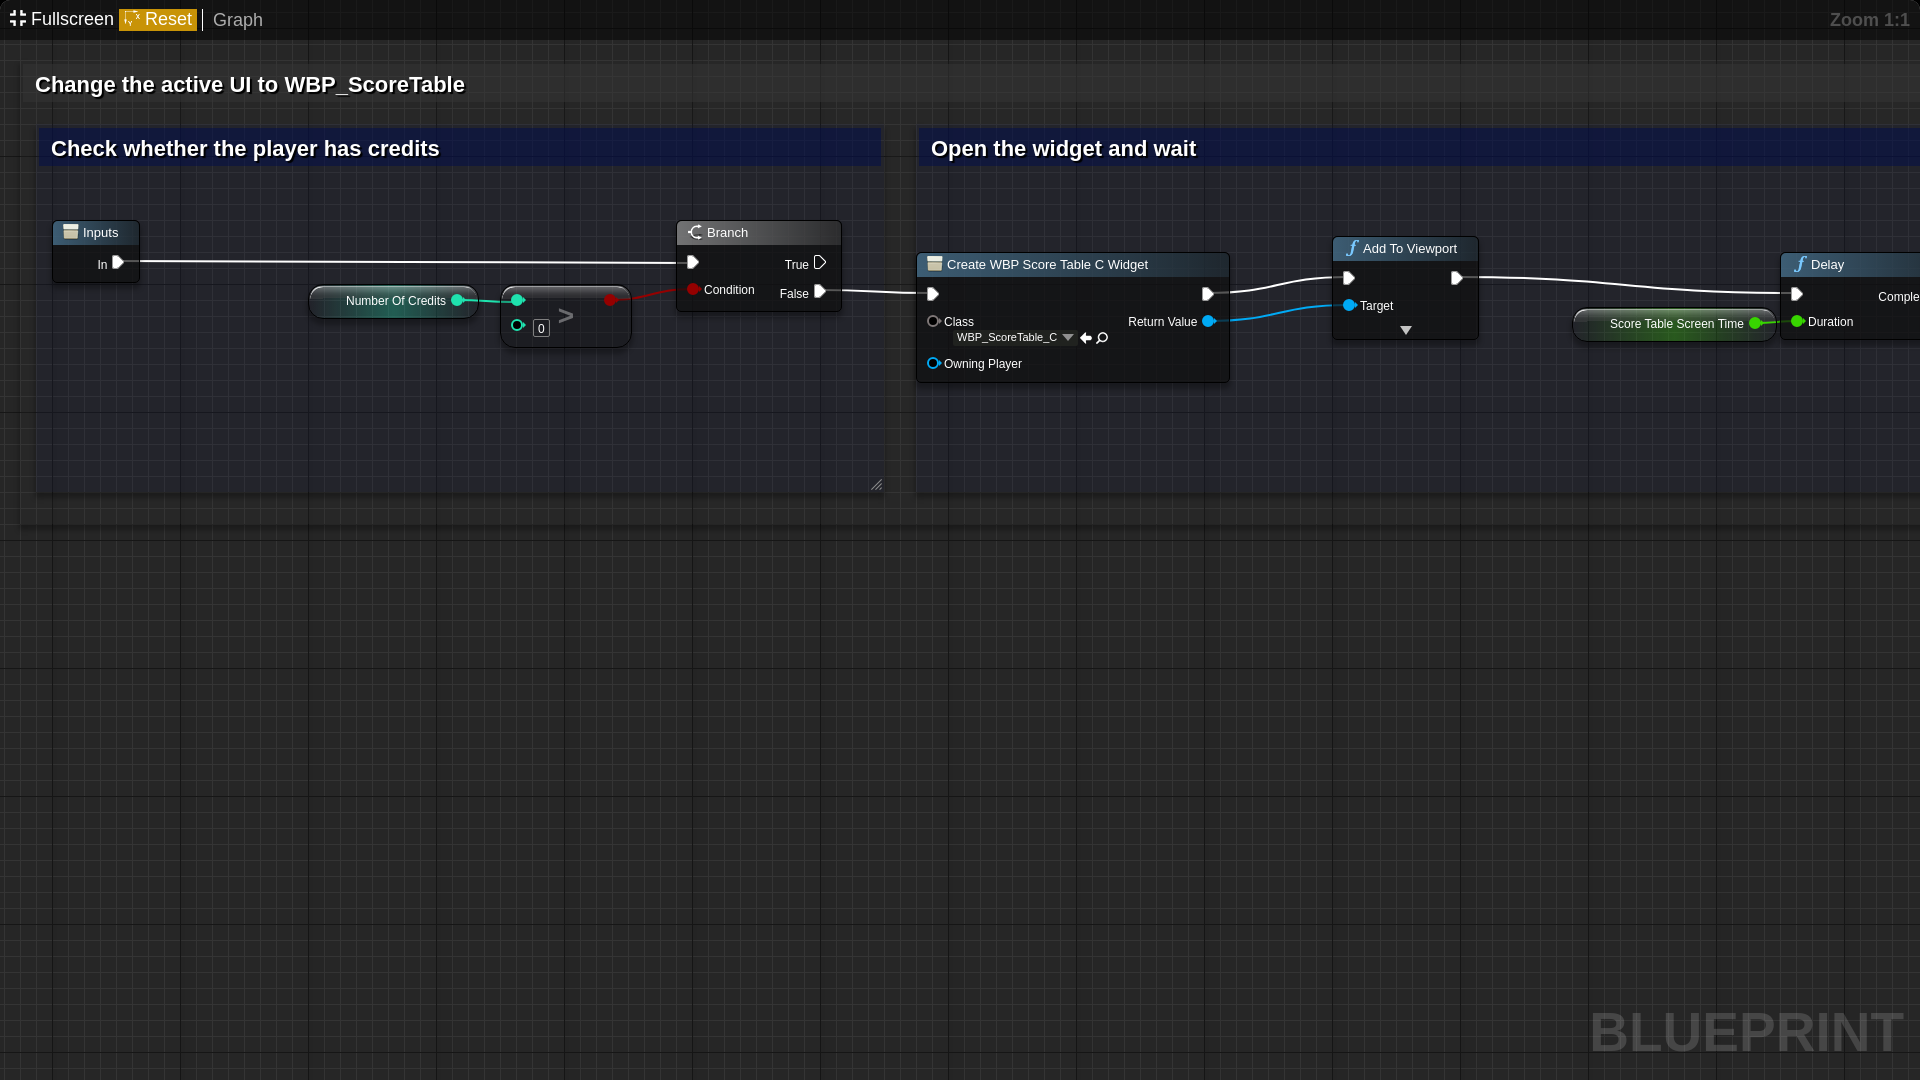 Fullscreen Reset Graph Zoom 1:1
Change the active UI to WBP_ScoreTable
Check whether the player has credits
Open the widget and wait
Inputs
In
Number Of Credits
0
>
Branch
True
Condition
False
Create WBP Score Table C Widget
Class
WBP_ScoreTable_C
Return Value
Owning Player
Add To Viewport
Target
Score Table Screen Time
Delay
Comple
Duration
BLUEPRINT